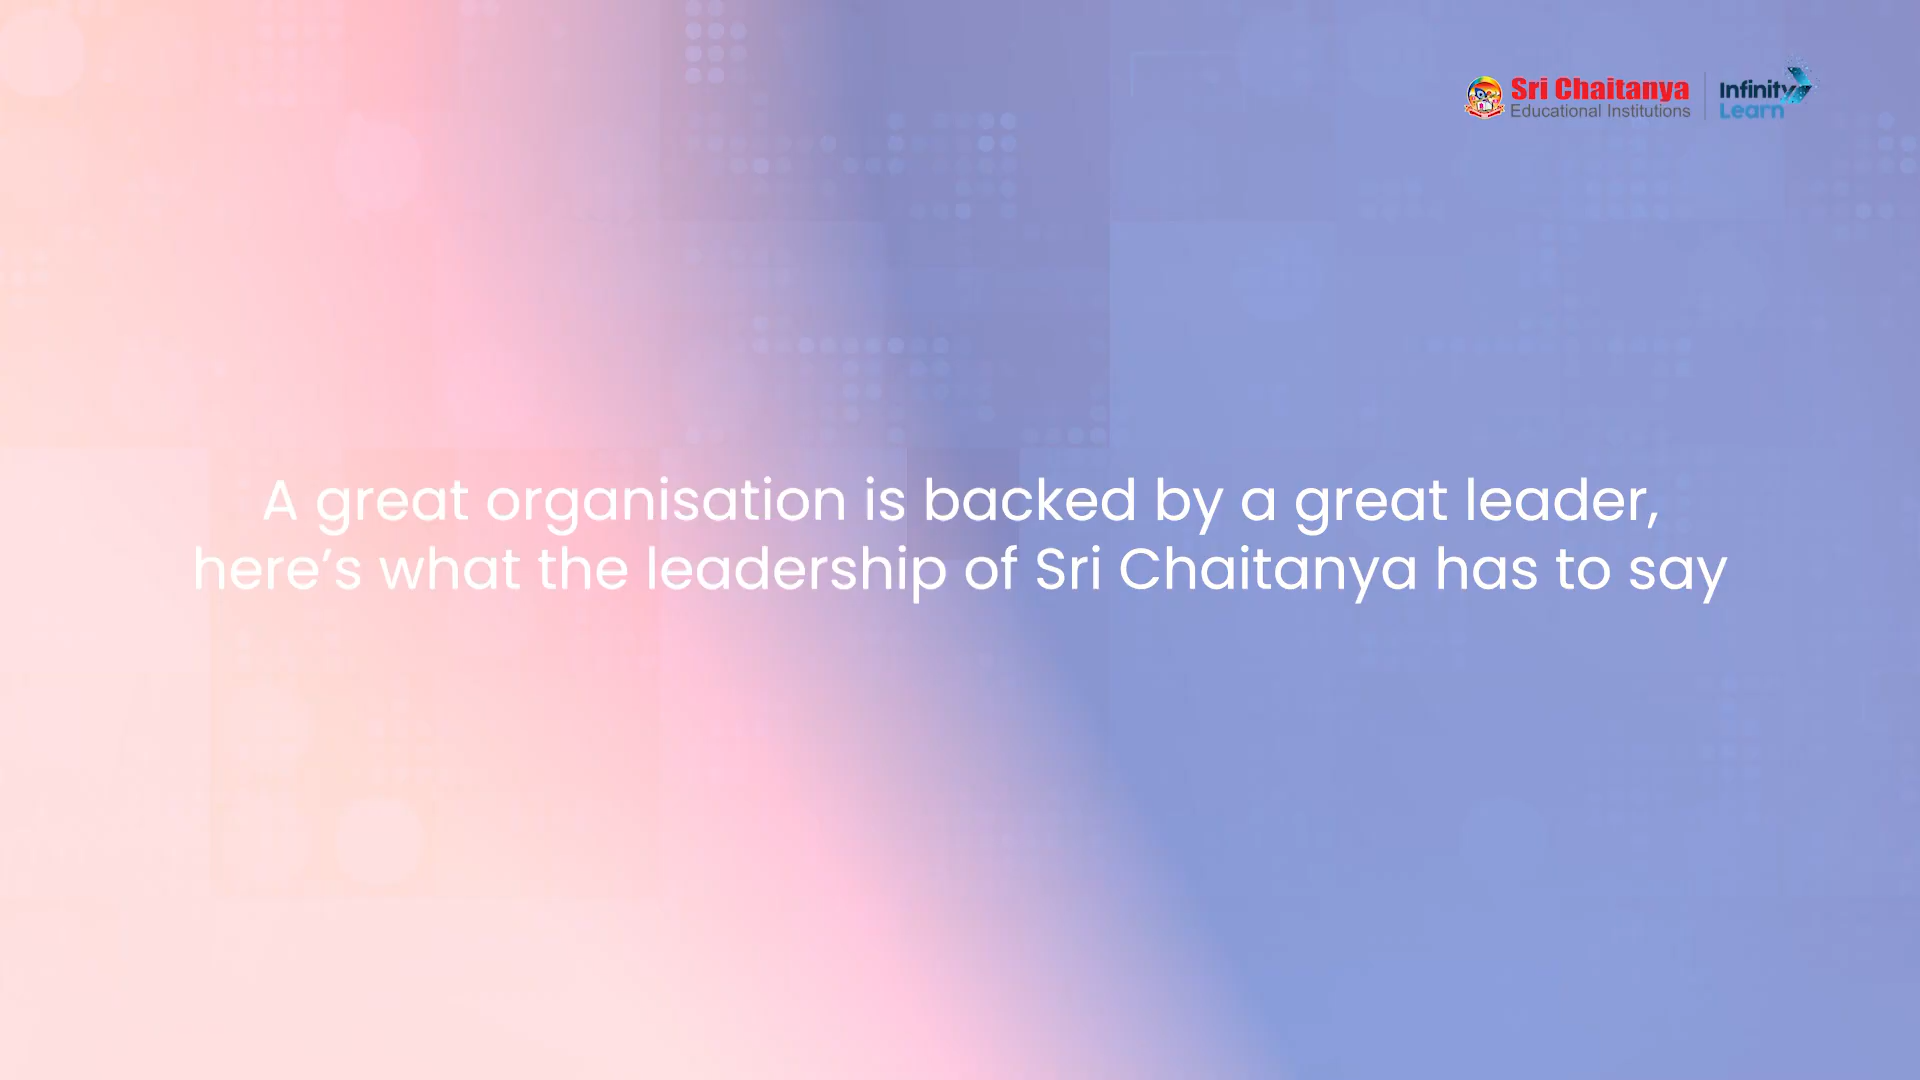 Sri Chaitanya
Educational Institutions
Infinity
Learn
A great organisation is backed by a great leader,
here’s what the leadership of Sri Chaitanya has to say